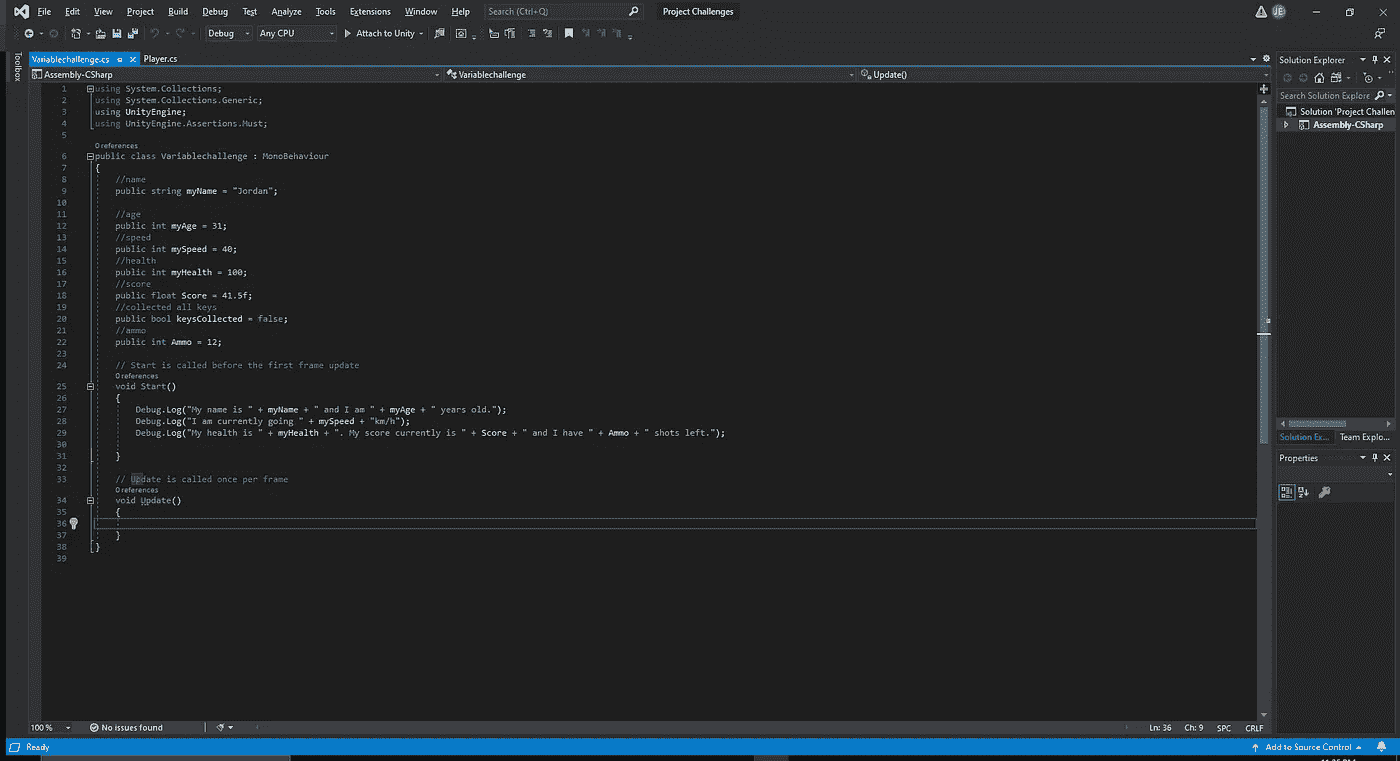 File Edit View Project Build Debug Test Analyze Tools Extensions Window Help Search (Ctrl+Q) Project Challenges JE
Debug Any CPU Attach to Unity
Toolbox
Variablechallenge.cs Player.cs
Assembly-CSharp Variablechallenge Update()
1 using System.Collections;
2 using System.Collections.Generic;
3 using UnityEngine;
4 using UnityEngine.Assertions.Must;
5
0 references
6 public class Variablechallenge : MonoBehaviour
7 {
8 //name
9 public string myName = "Jordan";
10
11 //age
12 public int myAge = 31;
13 //speed
14 public int mySpeed = 40;
15 //health
16 public int myHealth = 100;
17 //score
18 public float Score = 41.5f;
19 //collected all keys
20 public bool keysCollected = false;
21 //ammo
22 public int Ammo = 12;
23
24 // Start is called before the first frame update
0 references
25 void Start()
26 {
27 Debug.Log("My name is " + myName + " and I am " + myAge + " years old.");
28 Debug.Log("I am currently going " + mySpeed + "km/h");
29 Debug.Log("My health is " + myHealth + ". My score currently is " + Score + " and I have " + Ammo + " shots left.");
30
31 }
32
33 // Update is called once per frame
0 references
34 void Update()
35 {
36
37 }
38 }
39
100 % No issues found Ln: 36 Ch: 9 SPC CRLF
Solution Explorer
Search Solution Explore
Solution 'Project Challen
Assembly-CSharp
Solution Ex... Team Explo...
Properties
Ready Add to Source Control